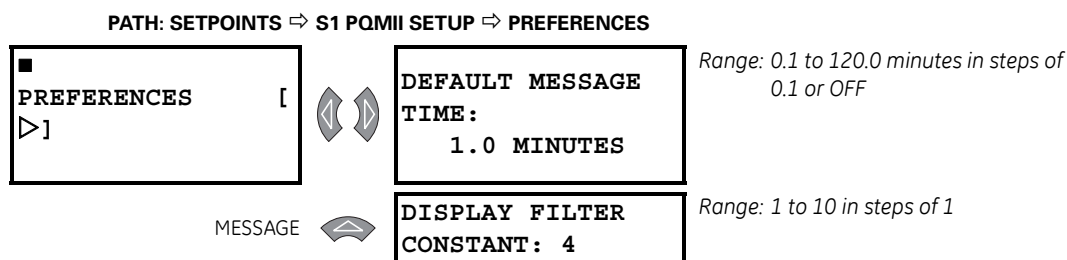 PATH: SETPOINTS ⇨ S1 PQMII SETUP ⇨ PREFERENCES
■
PREFERENCES [
▷]
DEFAULT MESSAGE
TIME:
1.0 MINUTES
Range: 0.1 to 120.0 minutes in steps of
0.1 or OFF
MESSAGE
DISPLAY FILTER
CONSTANT: 4
Range: 1 to 10 in steps of 1